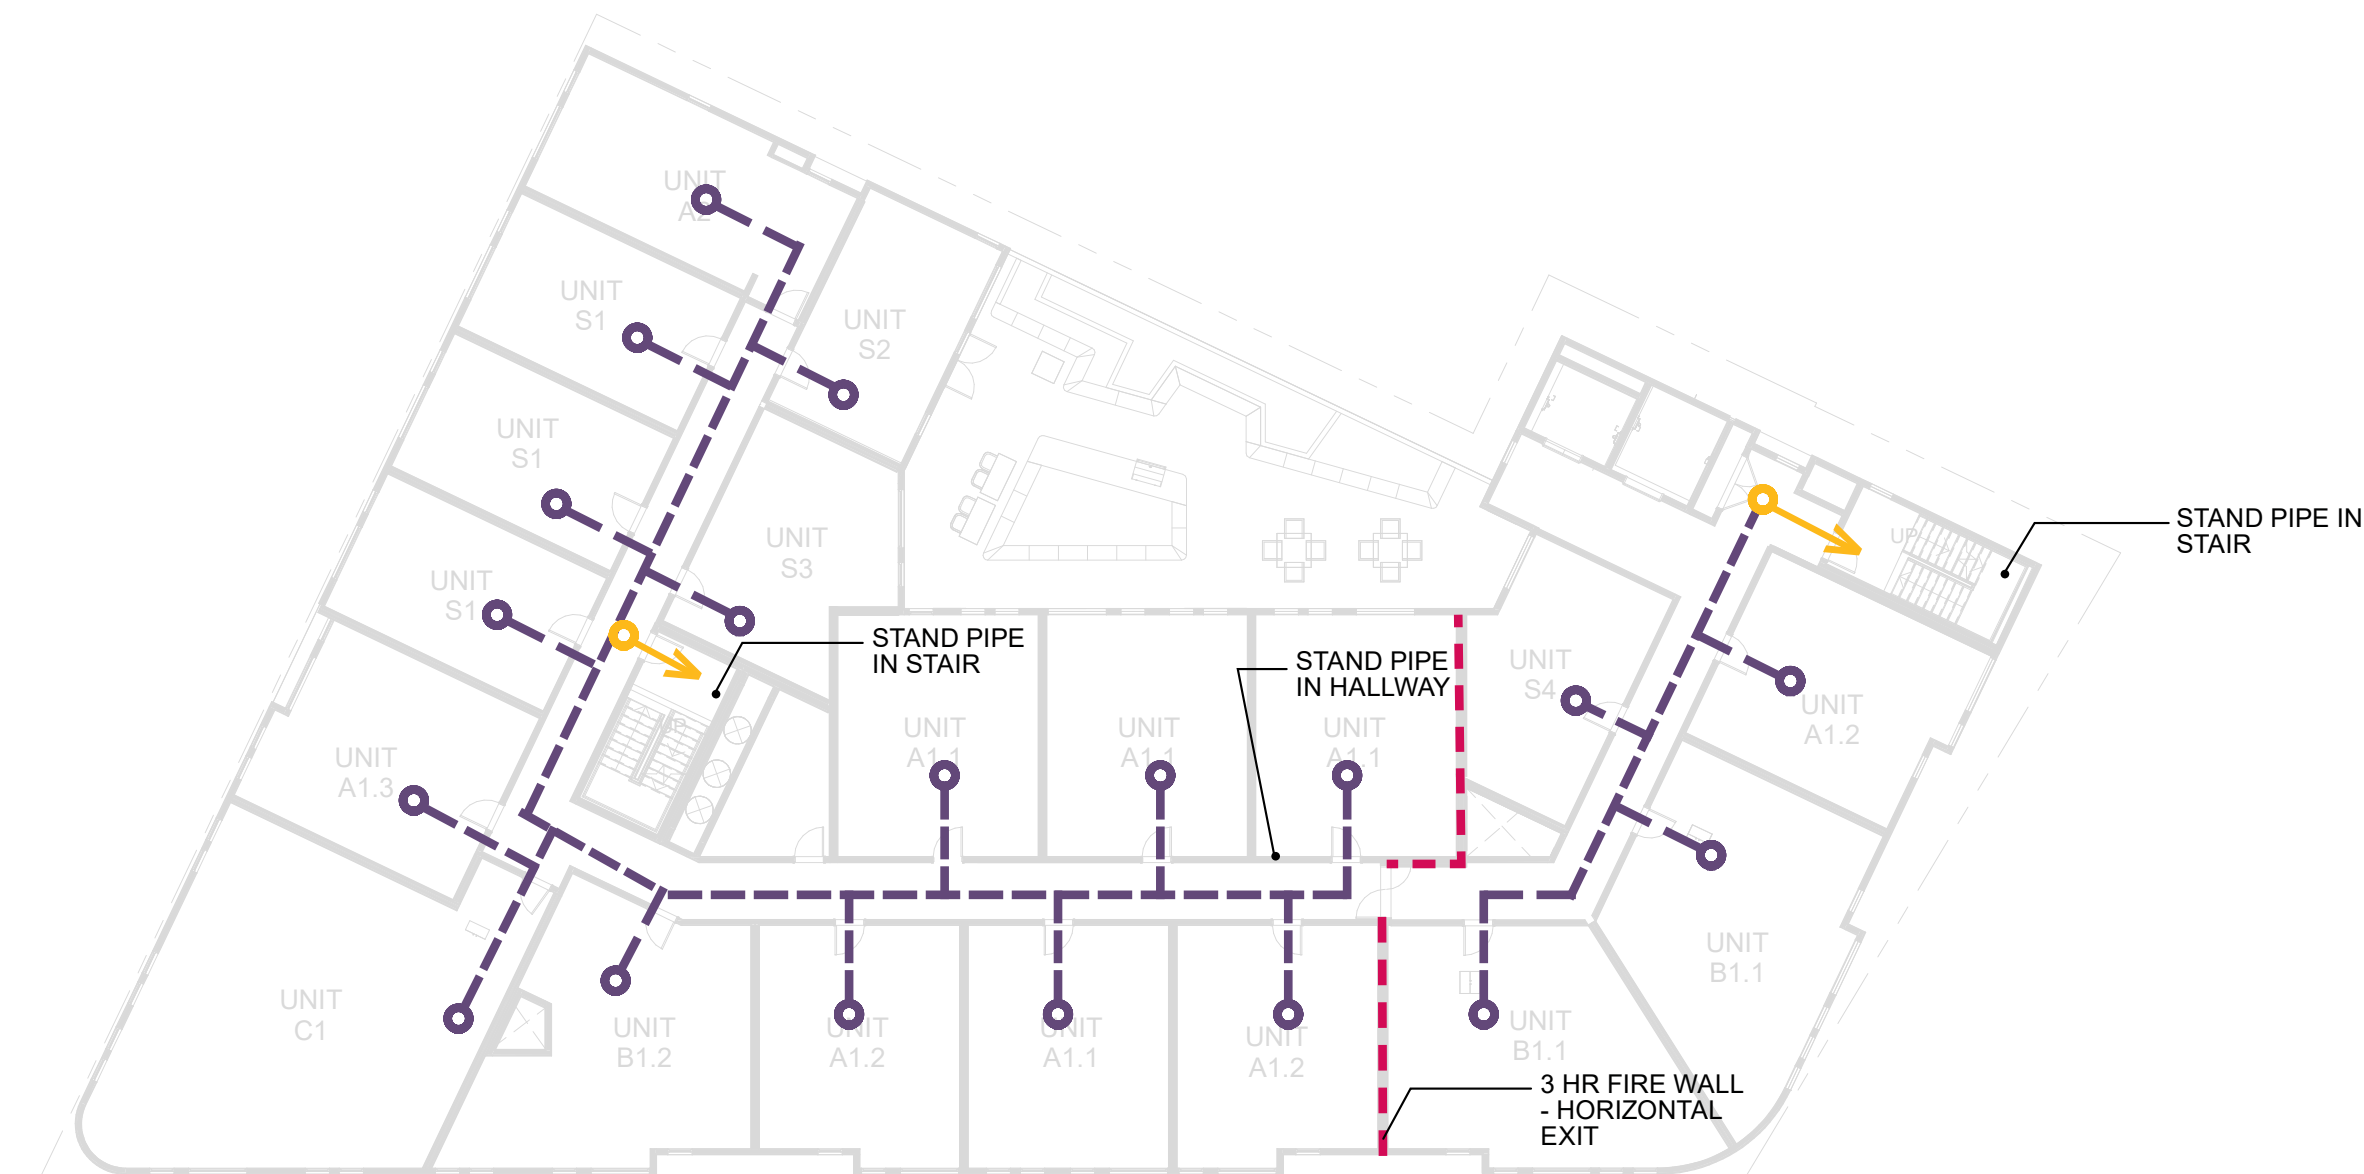 UNIT
A2
UNIT
S1
UNIT
S2
UNIT
S1
STAND PIPE IN
STAIR
UP
UNIT
S3
UNIT
S1
STAND PIPE
IN STAIR
STAND PIPE
IN HALLWAY
UNIT
S4
UNIT
A1.2
UP
UNIT
A1.1
UNIT
A1.1
UNIT
A1.1
UNIT
A1.3
UNIT
B1.1
UNIT
C1
UNIT
B1.2
UNIT
A1.2
UNIT
A1.1
UNIT
A1.2
UNIT
B1.1
3 HR FIRE WALL
- HORIZONTAL
EXIT